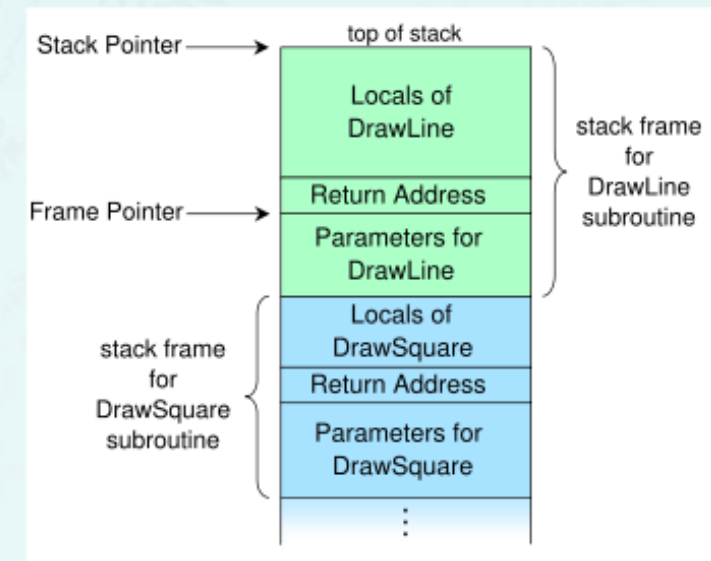 top of stack
Stack Pointer
Locals of
DrawLine
stack frame
for
DrawLine
subroutine
Return Address
Frame Pointer
Parameters for
DrawLine
Locals of
DrawSquare
stack frame
for
DrawSquare
subroutine
Return Address
Parameters for
DrawSquare